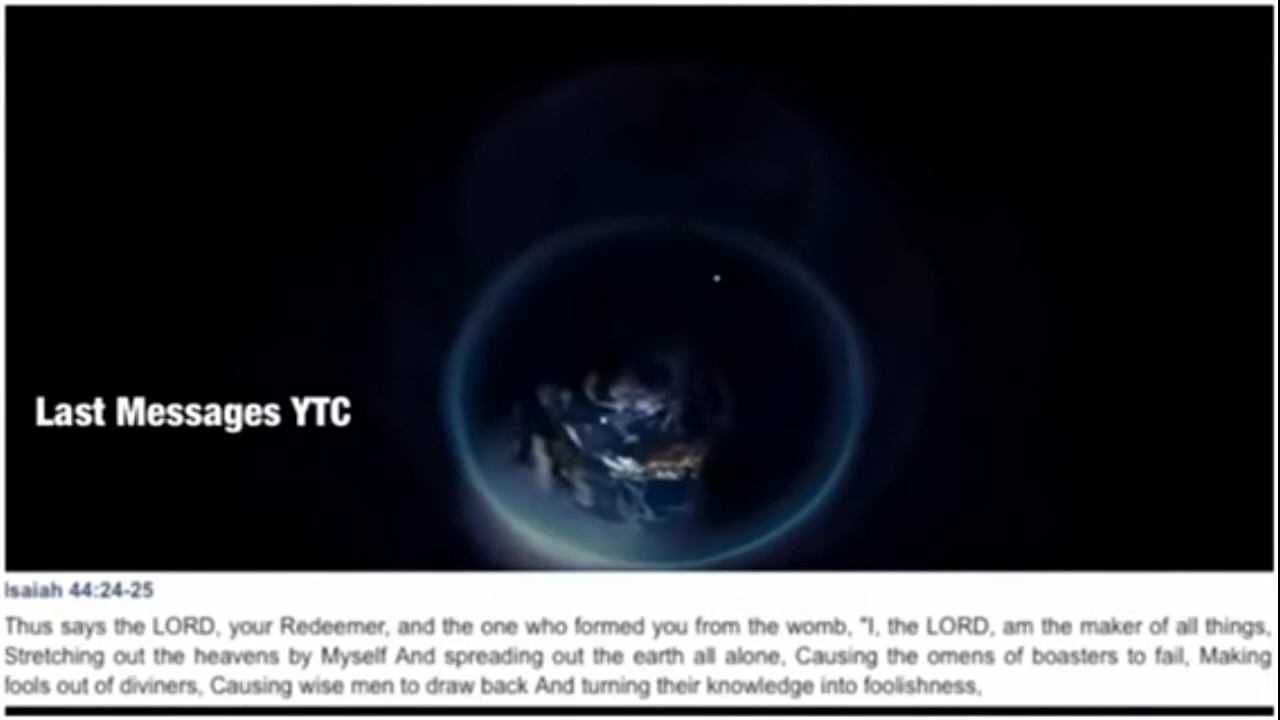 Last Messages YTC
Isaiah 44:24-25
Thus says the LORD, your Redeemer, and the one who formed you from the womb, "I, the LORD, am the maker of all things,
Stretching out the heavens by Myself And spreading out the earth all alone, Causing the omens of boasters to fail, Making
fools out of diviners, Causing wise men to draw back And turning their knowledge into foolishness,